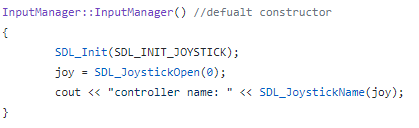 InputManager::InputManager() //defualt constructor
{
SDL_Init(SDL_INIT_JOYSTICK);
joy = SDL_JoystickOpen(0);
cout << "controller name: " << SDL_JoystickName(joy);
}